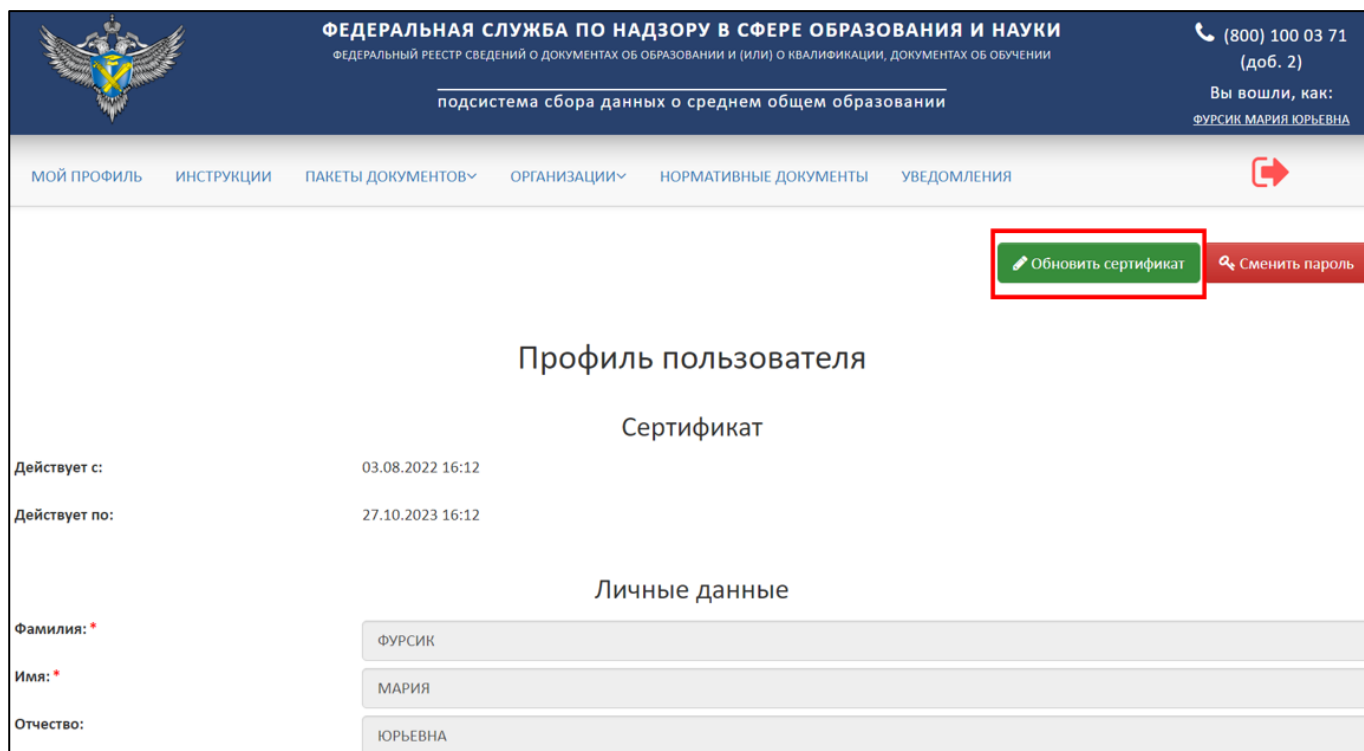 ФЕДЕРАЛЬНАЯ СЛУЖБА ПО НАДЗОРУ В СФЕРЕ ОБРАЗОВАНИЯ И НАУКИ
ФЕДЕРАЛЬНЫЙ РЕЕСТР СВЕДЕНИЙ О ДОКУМЕНТАХ ОБ ОБРАЗОВАНИИ И (ИЛИ) О КВАЛИФИКАЦИИ, ДОКУМЕНТАХ ОБ ОБУЧЕНИИ
подсистема сбора данных о среднем общем образовании
(800) 100 03 71
(доб. 2)
Вы вошли, как:
ФУРСИК МАРИЯ ЮРЬЕВНА
МОЙ ПРОФИЛЬ ИНСТРУКЦИИ ПАКЕТЫ ДОКУМЕНТОВ ОРГАНИЗАЦИИ НОРМАТИВНЫЕ ДОКУМЕНТЫ УВЕДОМЛЕНИЯ
Обновить сертификат Сменить пароль
Профиль пользователя
Сертификат
Действует с: 03.08.2022 16:12
Действует по: 27.10.2023 16:12
Личные данные
Фамилия: * ФУРСИК
Имя: * МАРИЯ
Отчество: ЮРЬЕВНА